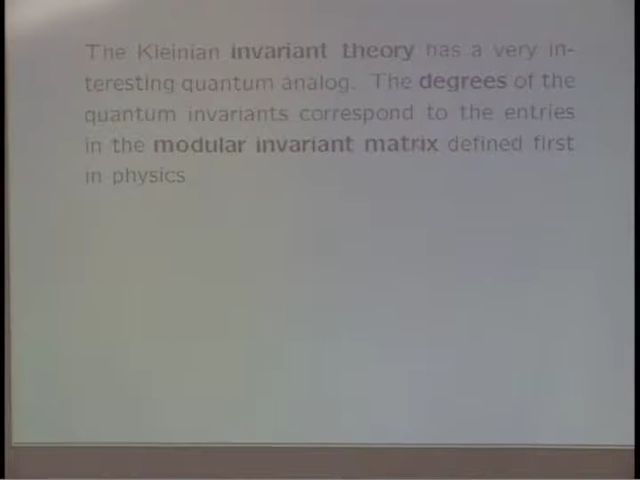 The Kleinian invariant theory has a very in-
teresting quantum analog. The degrees of the
quantum invariants correspond to the entries
in the modular invariant matrix defined first
in physics